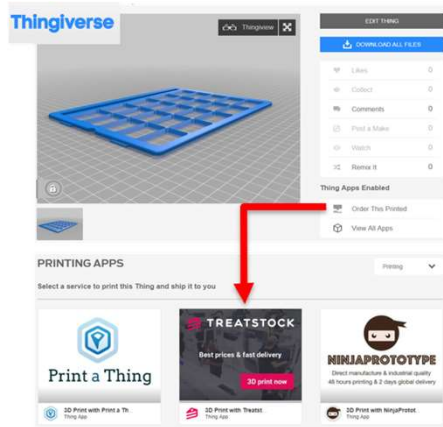 Thingiverse
Thingiview
EDIT THING
DOWNLOAD ALL FILES
Likes 0
Collect 0
Comments 0
Post a Make 0
Watch 0
Remix It 0
Thing Apps Enabled
Order This Printed
View All Apps
PRINTING APPS
Printing
Select a service to print this Thing and ship it to you
Print a Thing
3D Print with Print a Th
Thing App
TREATSTOCK
Best prices & fast delivery
3D print now
3D Print with Treatst.
Thing App
NINJAPROTOTYPE
Direct manufacture & industrial quality
48 hours printing & 2 days global delivery
3D Print with NinjaProtot.
Thing App